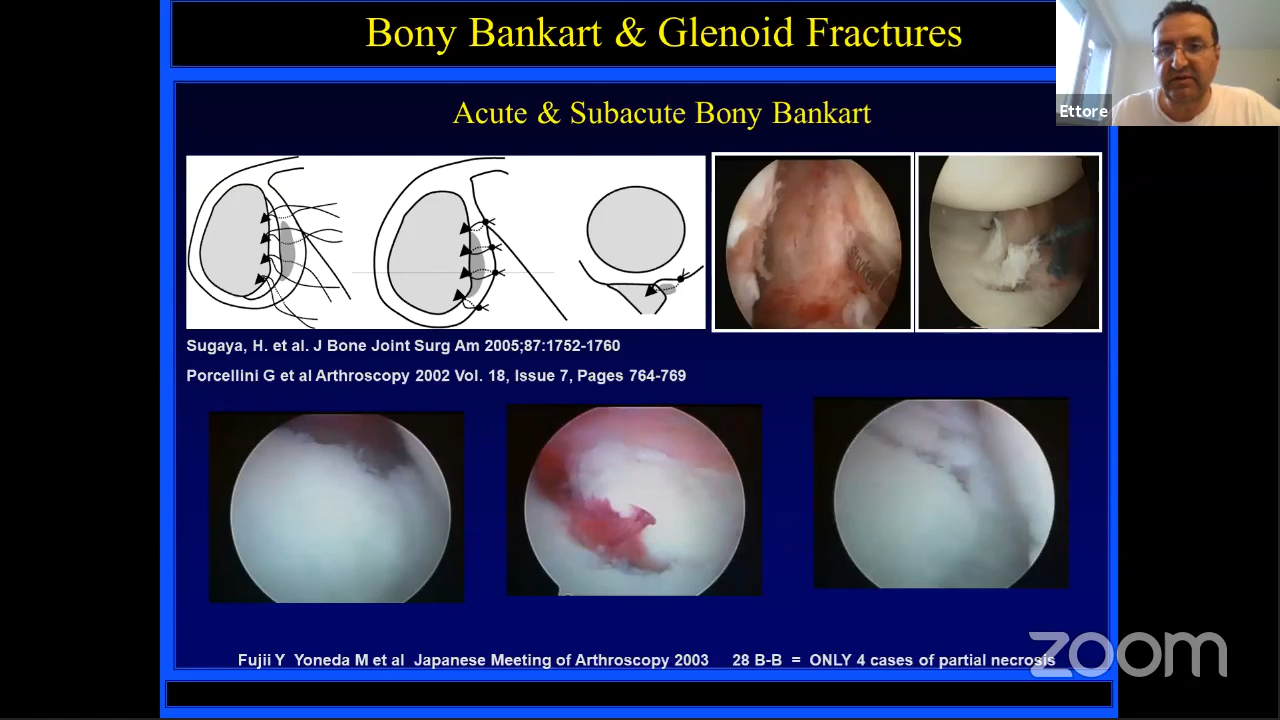 Bony Bankart & Glenoid Fractures
Ettore
Acute & Subacute Bony Bankart
Sugaya, H. et al. J Bone Joint Surg Am 2005;87:1752-1760
Porcellini G et al Arthroscopy 2002 Vol. 18, Issue 7, Pages 764-769
Fujii Y Yoneda M et al Japanese Meeting of Arthroscopy 2003 28 B-B = ONLY 4 cases of partial necrosis
zoom